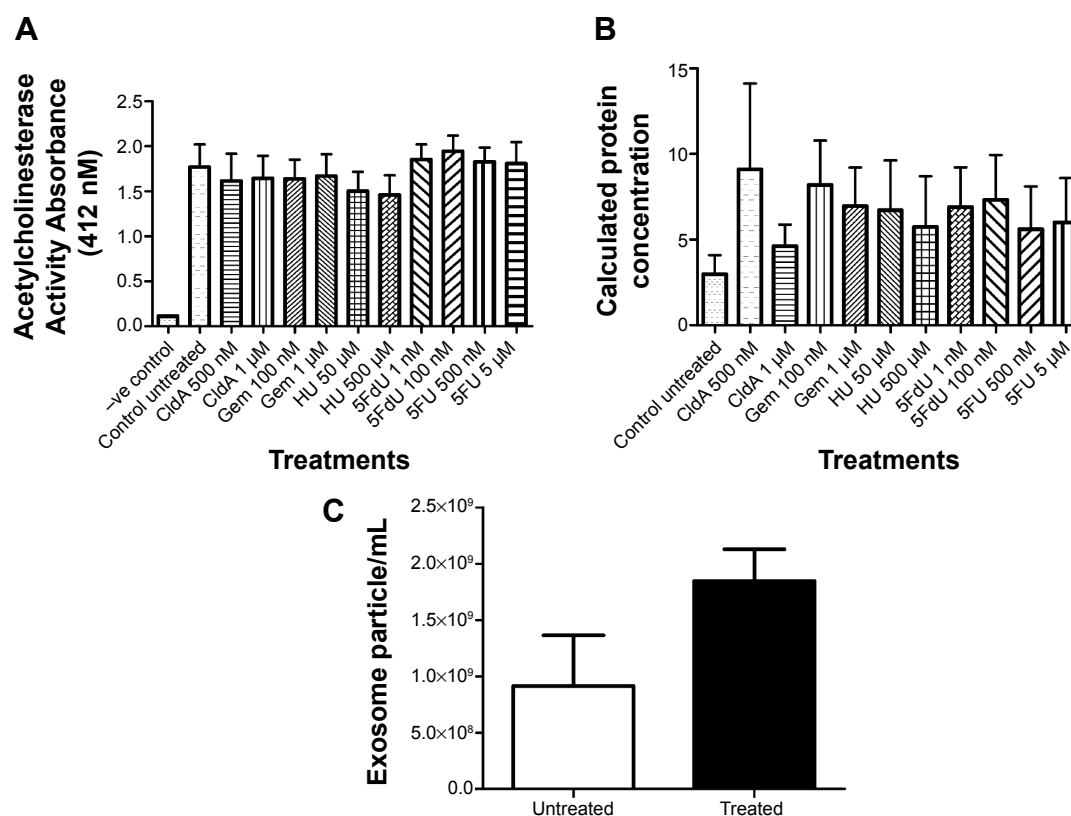 A
Acetylcholinesterase
Activity Absorbance
(412 nM)
2.5
2.0
1.5
1.0
0.5
0.0
–ve control
Control untreated
CldA 500 nM
CldA 1 µM
Gem 100 nM
Gem 1 µM
HU 50 µM
HU 500 µM
5FdU 1 nM
5FdU 100 nM
5FU 500 nM
5FU 5 µM
Treatments
B
Calculated protein
concentration
15
10
5
0
Control untreated
CldA 500 nM
CldA 1 µM
Gem 100 nM
Gem 1 µM
HU 50 µM
HU 500 µM
5FdU 1 nM
5FdU 100 nM
5FU 500 nM
5FU 5 µM
Treatments
C
Exosome particle/mL
2.5×10⁹
2.0×10⁹
1.5×10⁹
1.0×10⁹
5.0×10⁸
0.0
Untreated
Treated